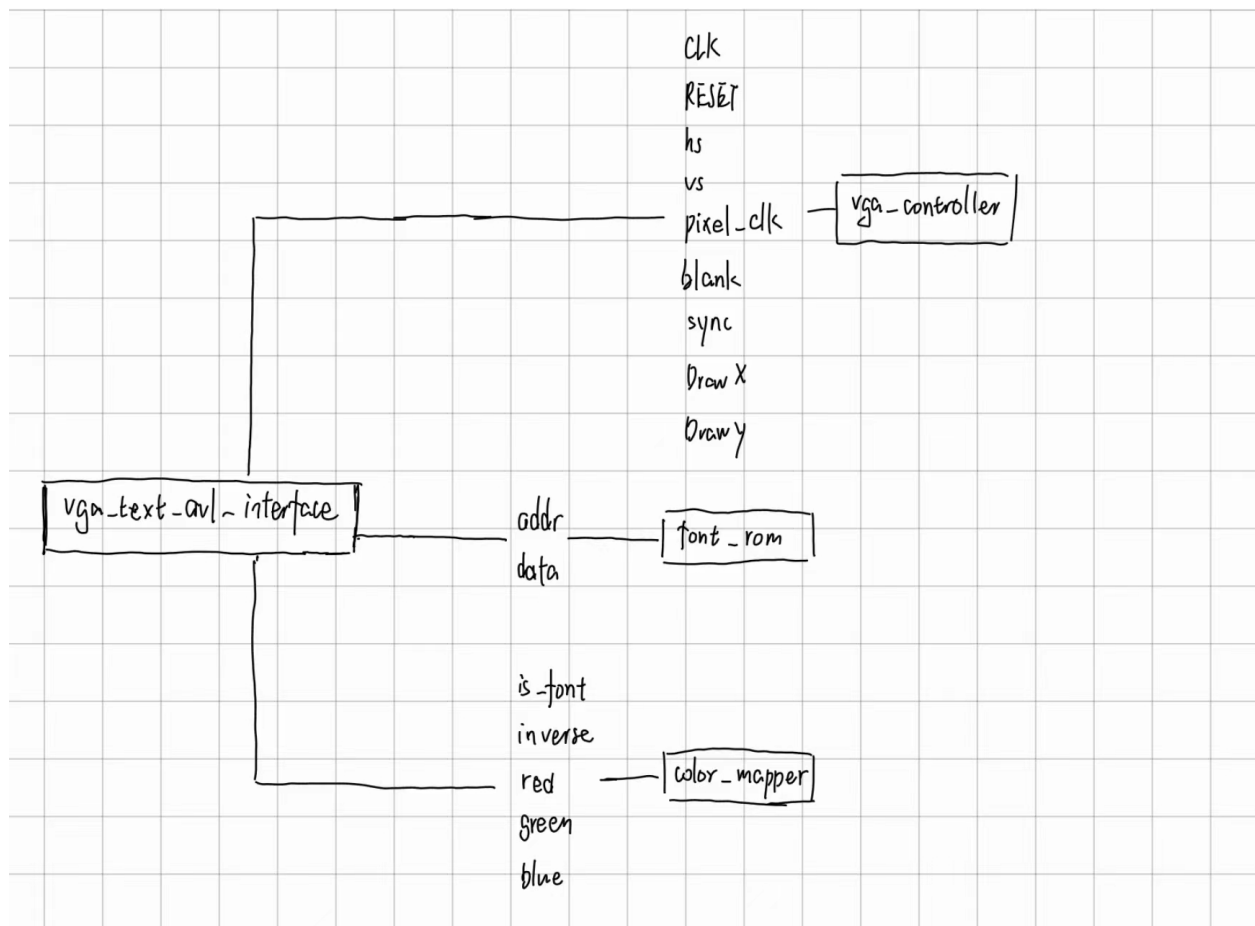 CLK
RESET
hs
vs
pixel_clk
vga_controller
blank
sync
DrawX
DrawY
vga_text_avl_interface
addr
data
font_rom
is_font
inverse
red
color_mapper
green
blue